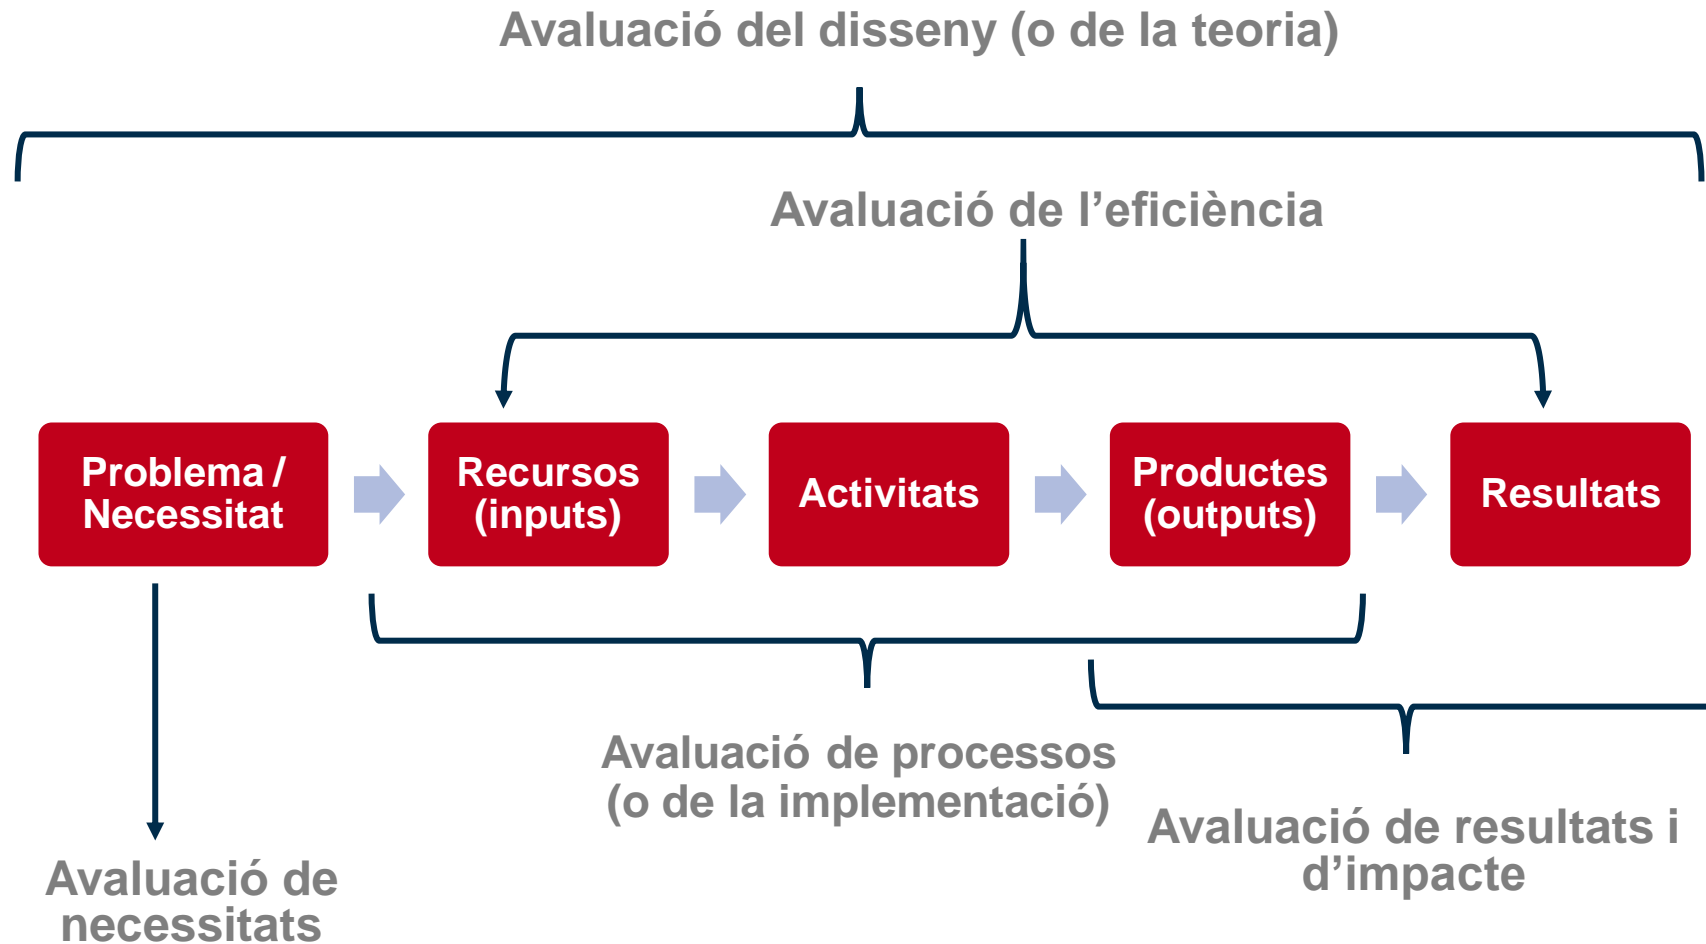 Avaluació del disseny (o de la teoria)
Avaluació de l’eficiència
Problema /
Necessitat
Recursos
(inputs)
Activitats
Productes
(outputs)
Resultats
Avaluació de processos
(o de la implementació)
Avaluació de resultats i
d’impacte
Avaluació de
necessitats